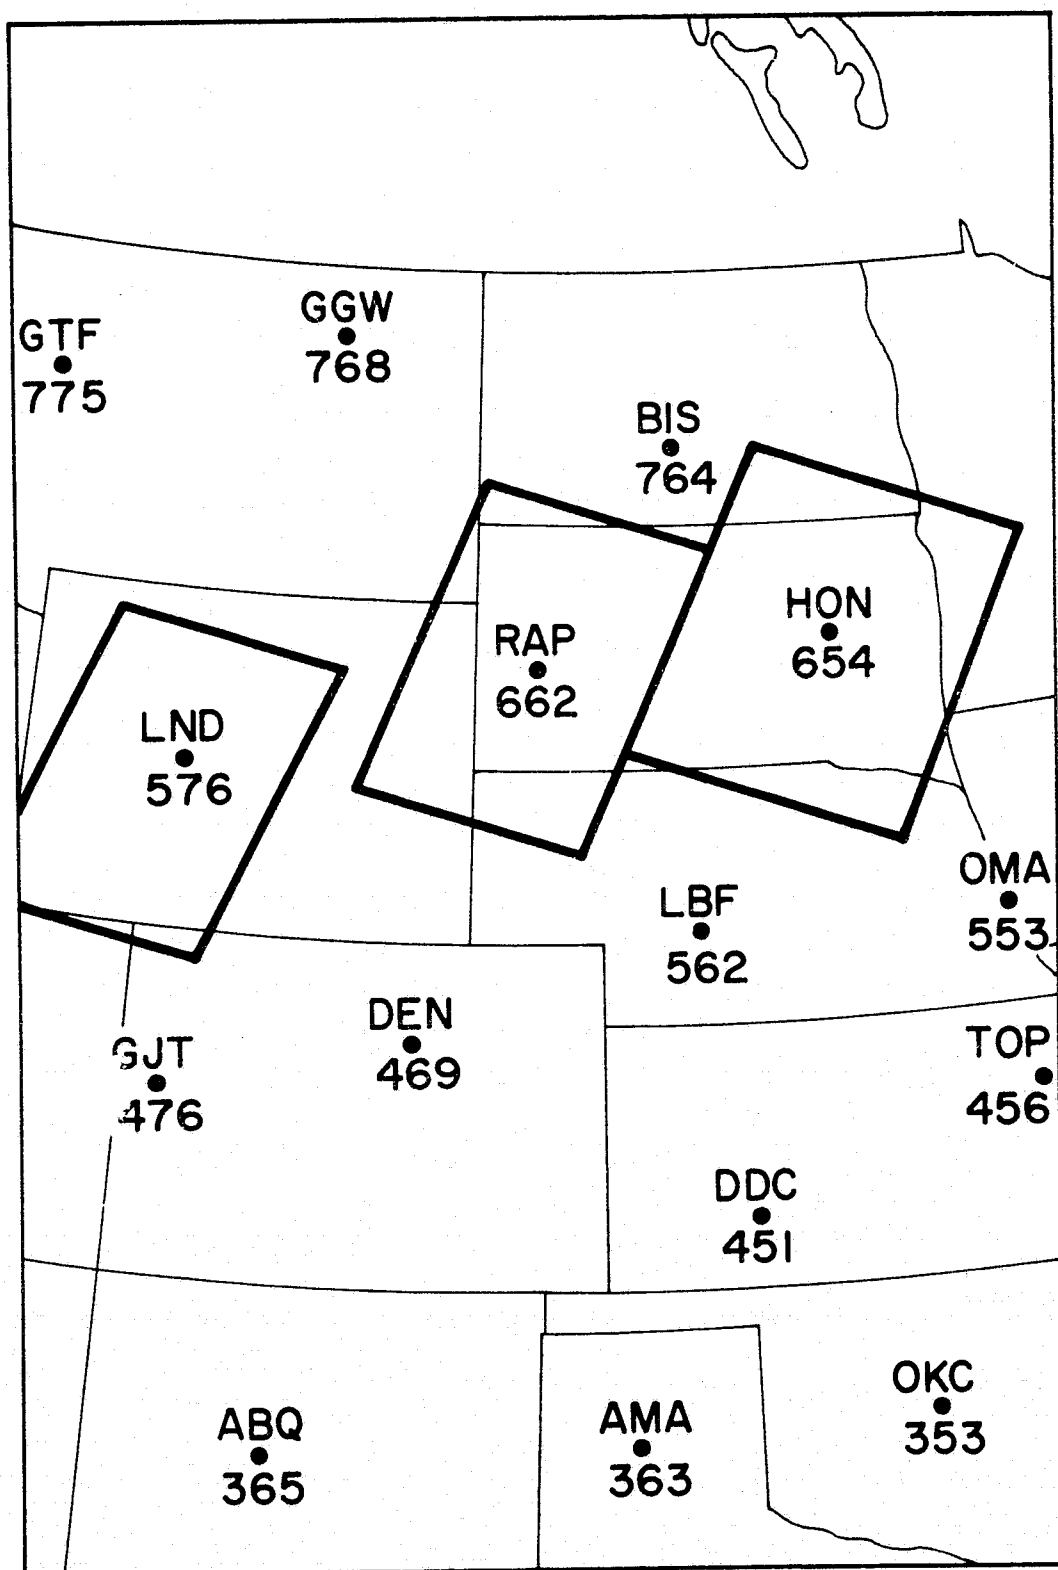 GTF
775
GGW
768
BIS
764
HON
654
RAP
662
LND
576
OMA
553
LBF
562
DEN
469
GJT
476
TOP
456
DDC
451
OKC
353
AMA
363
ABQ
365